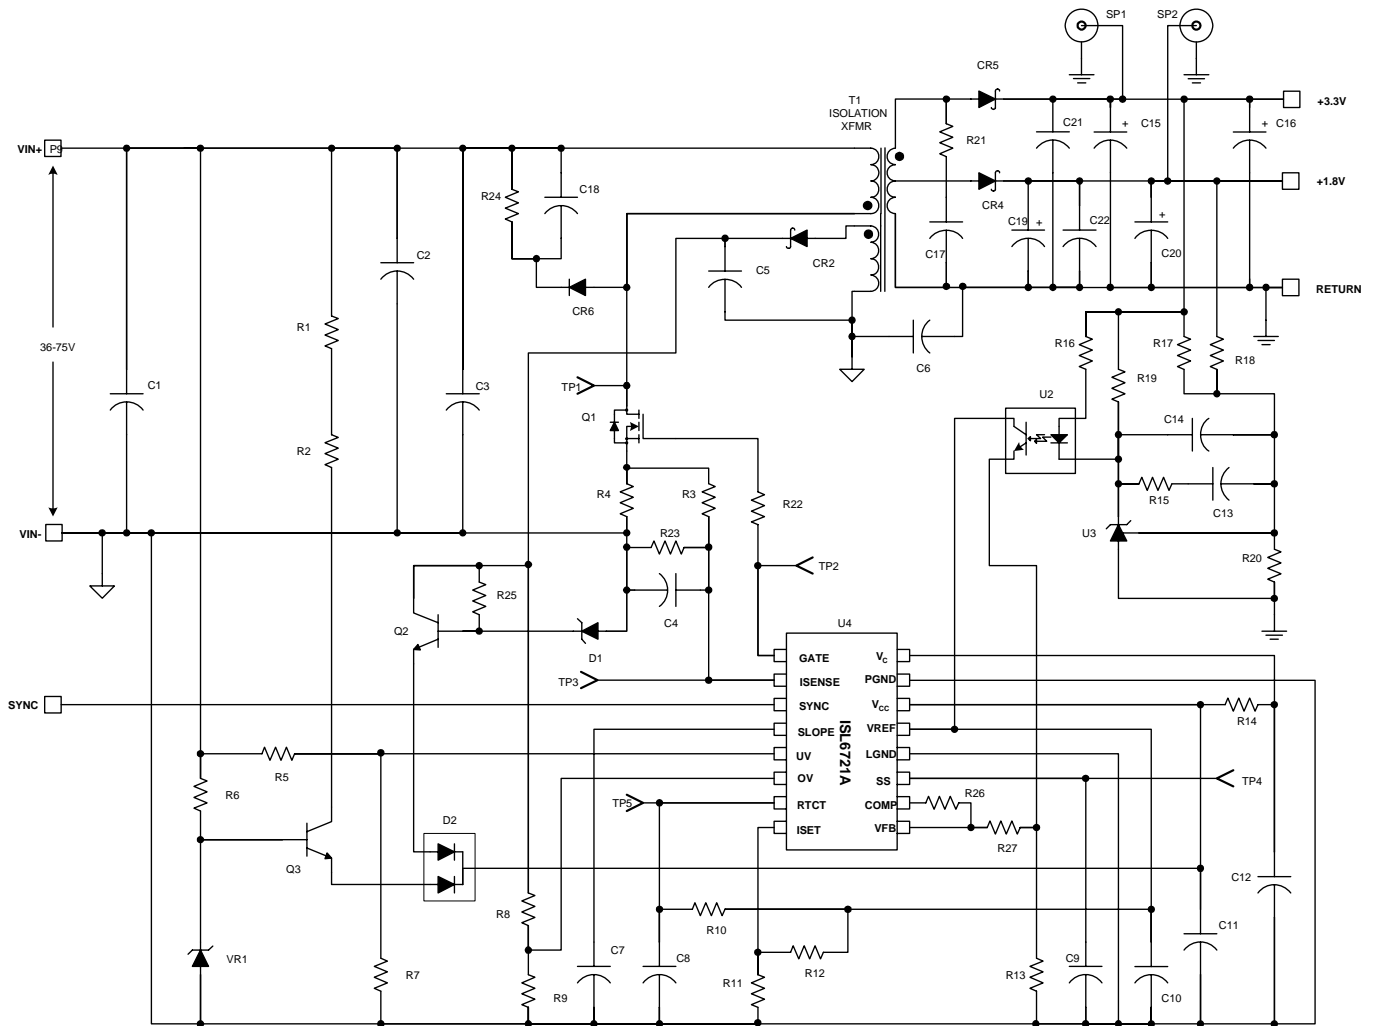 SP1
SP2
CR5
T1
ISOLATION
XFMR
+3.3V
R21
C21
+
C15
+
C16
VIN+
P9
R24
C18
+1.8V
CR4
C17
C19
+
C22
+
C20
C2
C5
CR2
CR6
RETURN
R1
36-75V
C6
R16
R17
R18
R19
C1
C3
TP1
Q1
U2
C14
R2
R4
R3
R22
R15
C13
VIN-
R23
U3
TP2
R20
R25
C4
Q2
D1
U4
TP3
GATE
VC
ISENSE
PGND
SYNC
SYNC
VCC
R14
SLOPE
VREF
ISL6721A
UV
LGND
OV
SS
TP4
R5
R6
TP5
RTCT
COMP
R26
ISET
VFB
R27
D2
Q3
C12
R8
R10
C11
VR1
R7
C7
C8
R12
R11
R13
C9
R9
C10